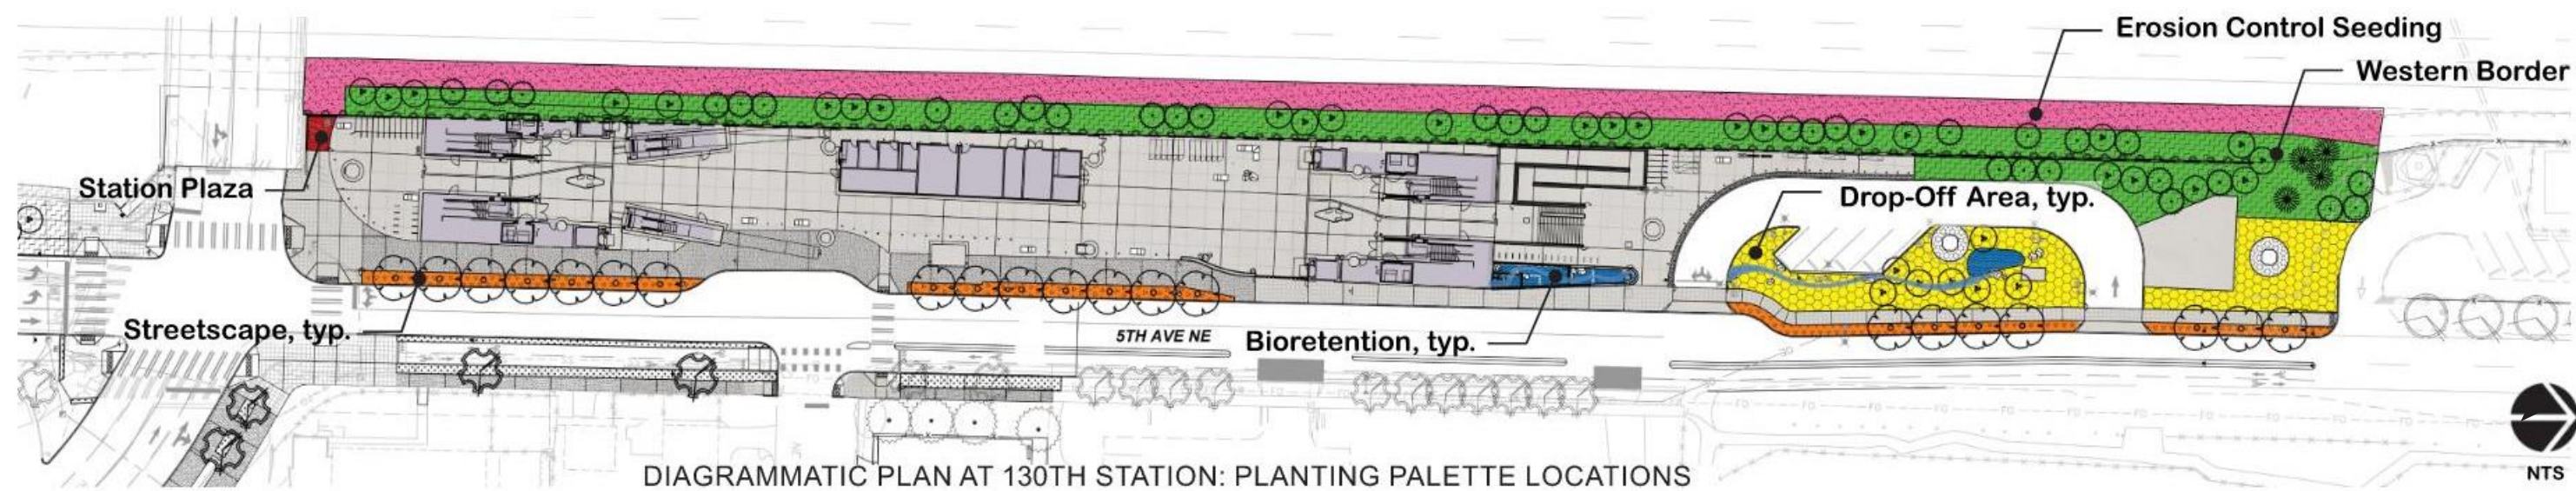 Erosion Control Seeding
Western Border
Station Plaza
Drop-Off Area, typ.
Streetscape, typ.
5TH AVE NE
Bioretention, typ.
DIAGRAMMATIC PLAN AT 130TH STATION: PLANTING PALETTE LOCATIONS
NTS